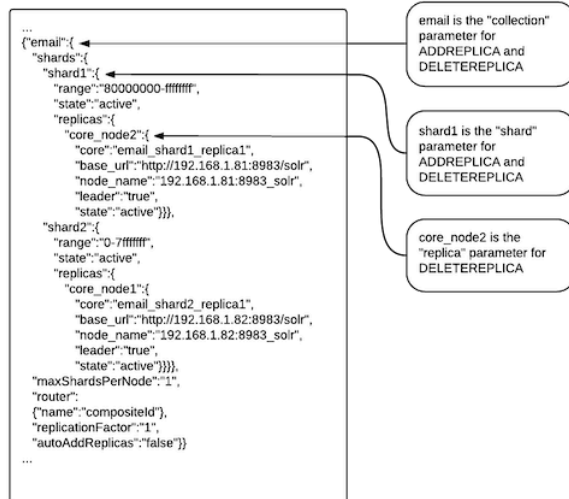 ...
{"email":{
"shards":{
"shard1":{
"range":"80000000-ffffffff",
"state":"active",
"replicas":{
"core_node2":{
"core":"email_shard1_replica1",
"base_url":"http://192.168.1.81:8983/solr",
"node_name":"192.168.1.81:8983_solr",
"leader":"true",
"state":"active"}}},
"shard2":{
"range":"0-7fffffff",
"state":"active",
"replicas":{
"core_node1":{
"core":"email_shard2_replica1",
"base_url":"http://192.168.1.82:8983/solr",
"node_name":"192.168.1.82:8983_solr",
"leader":"true",
"state":"active"}}}},
"maxShardsPerNode":"1",
"router":
{"name":"compositeId"},
"replicationFactor":"1",
"autoAddReplicas":"false"}}
...
email is the "collection"
parameter for
ADDREPLICA and
DELETEREPLICA
shard1 is the "shard"
parameter for
ADDREPLICA and
DELETEREPLICA
core_node2 is the
"replica" parameter for
DELETEREPLICA